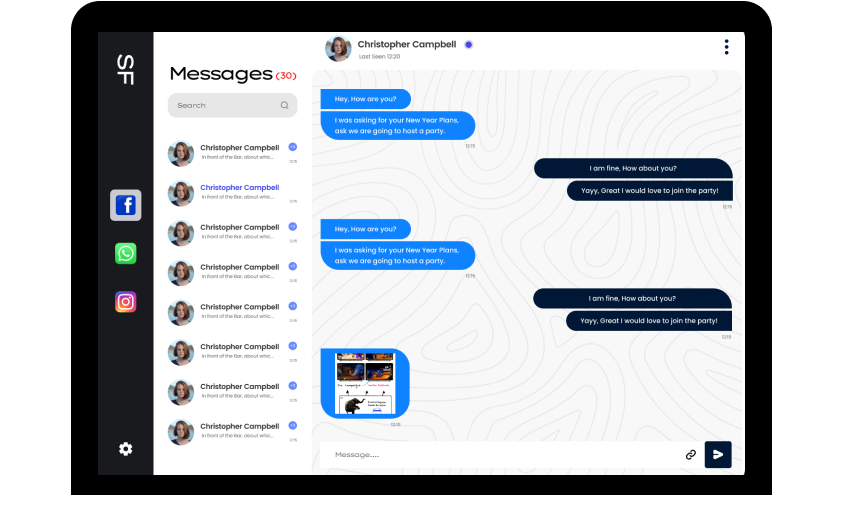 SF
Messages (30)
Search
Christopher Campbell
In front of the Bar, about whic...
12:15
Christopher Campbell
In front of the Bar, about whic...
12:15
Christopher Campbell
In front of the Bar, about whic...
12:15
Christopher Campbell
In front of the Bar, about whic...
12:15
Christopher Campbell
In front of the Bar, about whic...
12:15
Christopher Campbell
In front of the Bar, about whic...
12:15
Christopher Campbell
In front of the Bar, about whic...
12:15
Christopher Campbell
In front of the Bar, about whic...
12:15
Christopher Campbell
Last Seen 12:20
Hey, How are you?
I was asking for your New Year Plans,
ask we are going to host a party.
12:15
I am fine, How about you?
Yayy, Great I would love to join the party!
12:15
Hey, How are you?
I was asking for your New Year Plans,
ask we are going to host a party.
12:15
I am fine, How about you?
Yayy, Great I would love to join the party!
12:15
12:15
Message.....